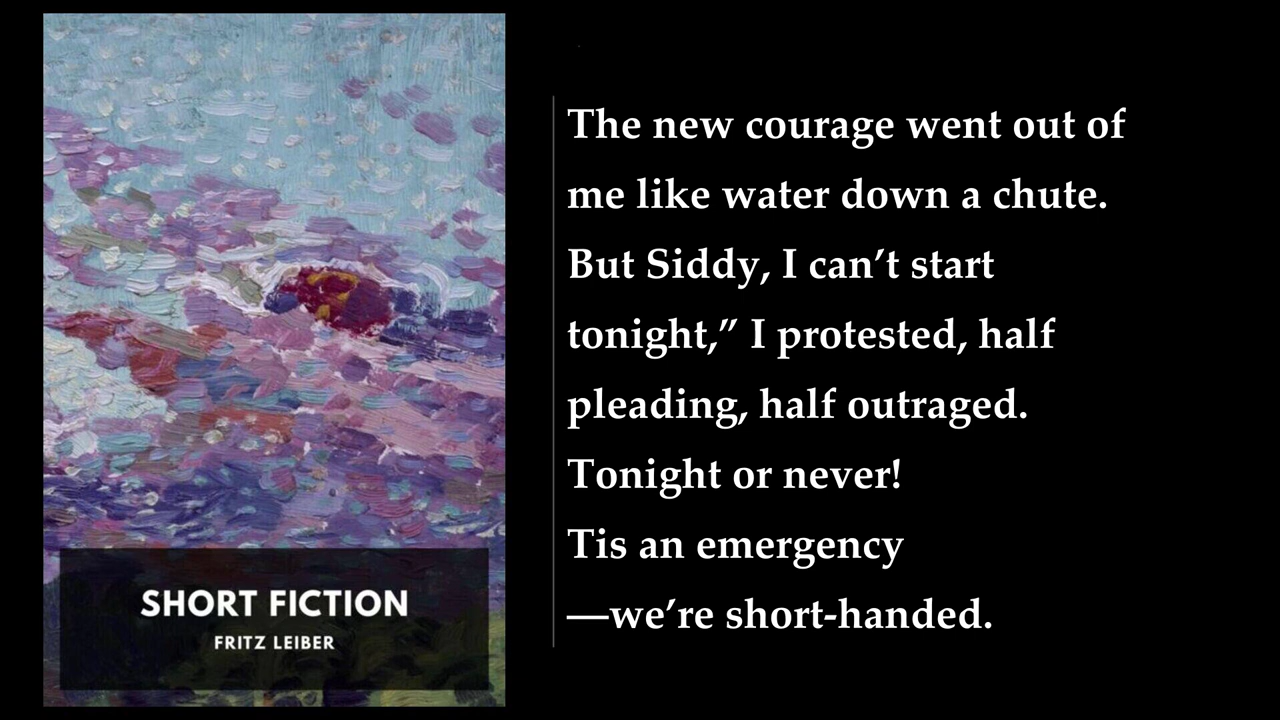 SHORT FICTION
FRITZ LEIBER
The new courage went out of
me like water down a chute.
But Siddy, I can’t start
tonight,” I protested, half
pleading, half outraged.
Tonight or never!
Tis an emergency
—we’re short-handed.